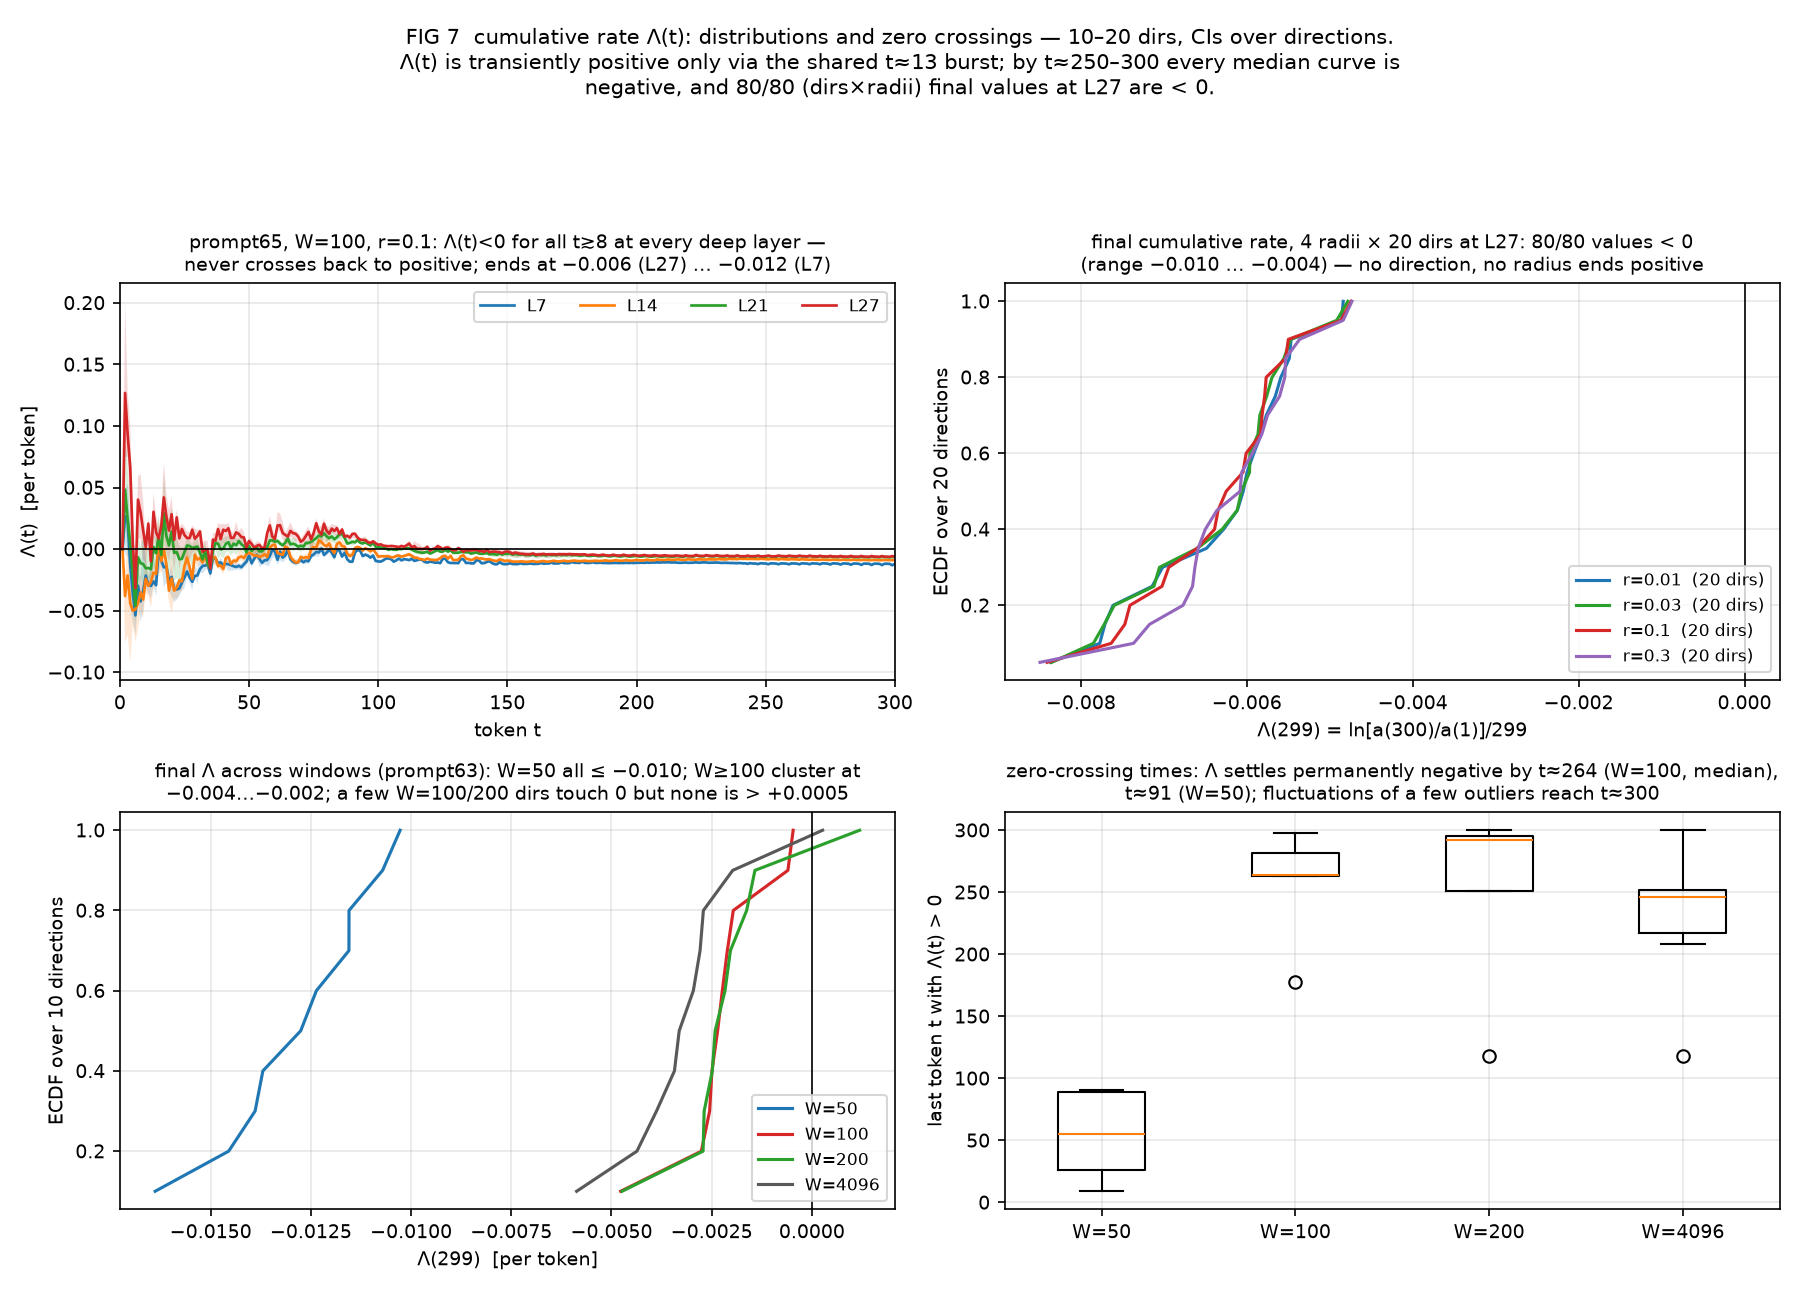 FIG 7  cumulative rate Λ(t): distributions and zero crossings — 10–20 dirs, CIs over directions.
Λ(t) is transiently positive only via the shared t≈13 burst; by t≈250–300 every median curve is
negative, and 80/80 (dirs×radii) final values at L27 are < 0.
prompt65, W=100, r=0.1: Λ(t)<0 for all t≳8 at every deep layer —
never crosses back to positive; ends at −0.006 (L27) ... −0.012 (L7)
L7 L14 L21 L27
0.20
0.15
0.10
0.05
0.00
−0.05
−0.10
Λ(t)  [per token]
0 50 100 150 200 250 300
token t
final cumulative rate, 4 radii × 20 dirs at L27: 80/80 values < 0
(range −0.010 ... −0.004) — no direction, no radius ends positive
1.0
0.8
0.6
0.4
0.2
ECDF over 20 directions
r=0.01  (20 dirs)
r=0.03  (20 dirs)
r=0.1  (20 dirs)
r=0.3  (20 dirs)
−0.008 −0.006 −0.004 −0.002 0.000
Λ(299) = ln[a(300)/a(1)]/299
final Λ across windows (prompt63): W=50 all ≤ −0.010; W≥100 cluster at
−0.004...−0.002; a few W=100/200 dirs touch 0 but none is > +0.0005
1.0
0.8
0.6
0.4
0.2
ECDF over 10 directions
W=50
W=100
W=200
W=4096
−0.0150 −0.0125 −0.0100 −0.0075 −0.0050 −0.0025 0.0000
Λ(299)  [per token]
zero-crossing times: Λ settles permanently negative by t≈264 (W=100, median),
t≈91 (W=50); fluctuations of a few outliers reach t≈300
300
250
200
150
100
50
0
last token t with Λ(t) > 0
W=50 W=100 W=200 W=4096